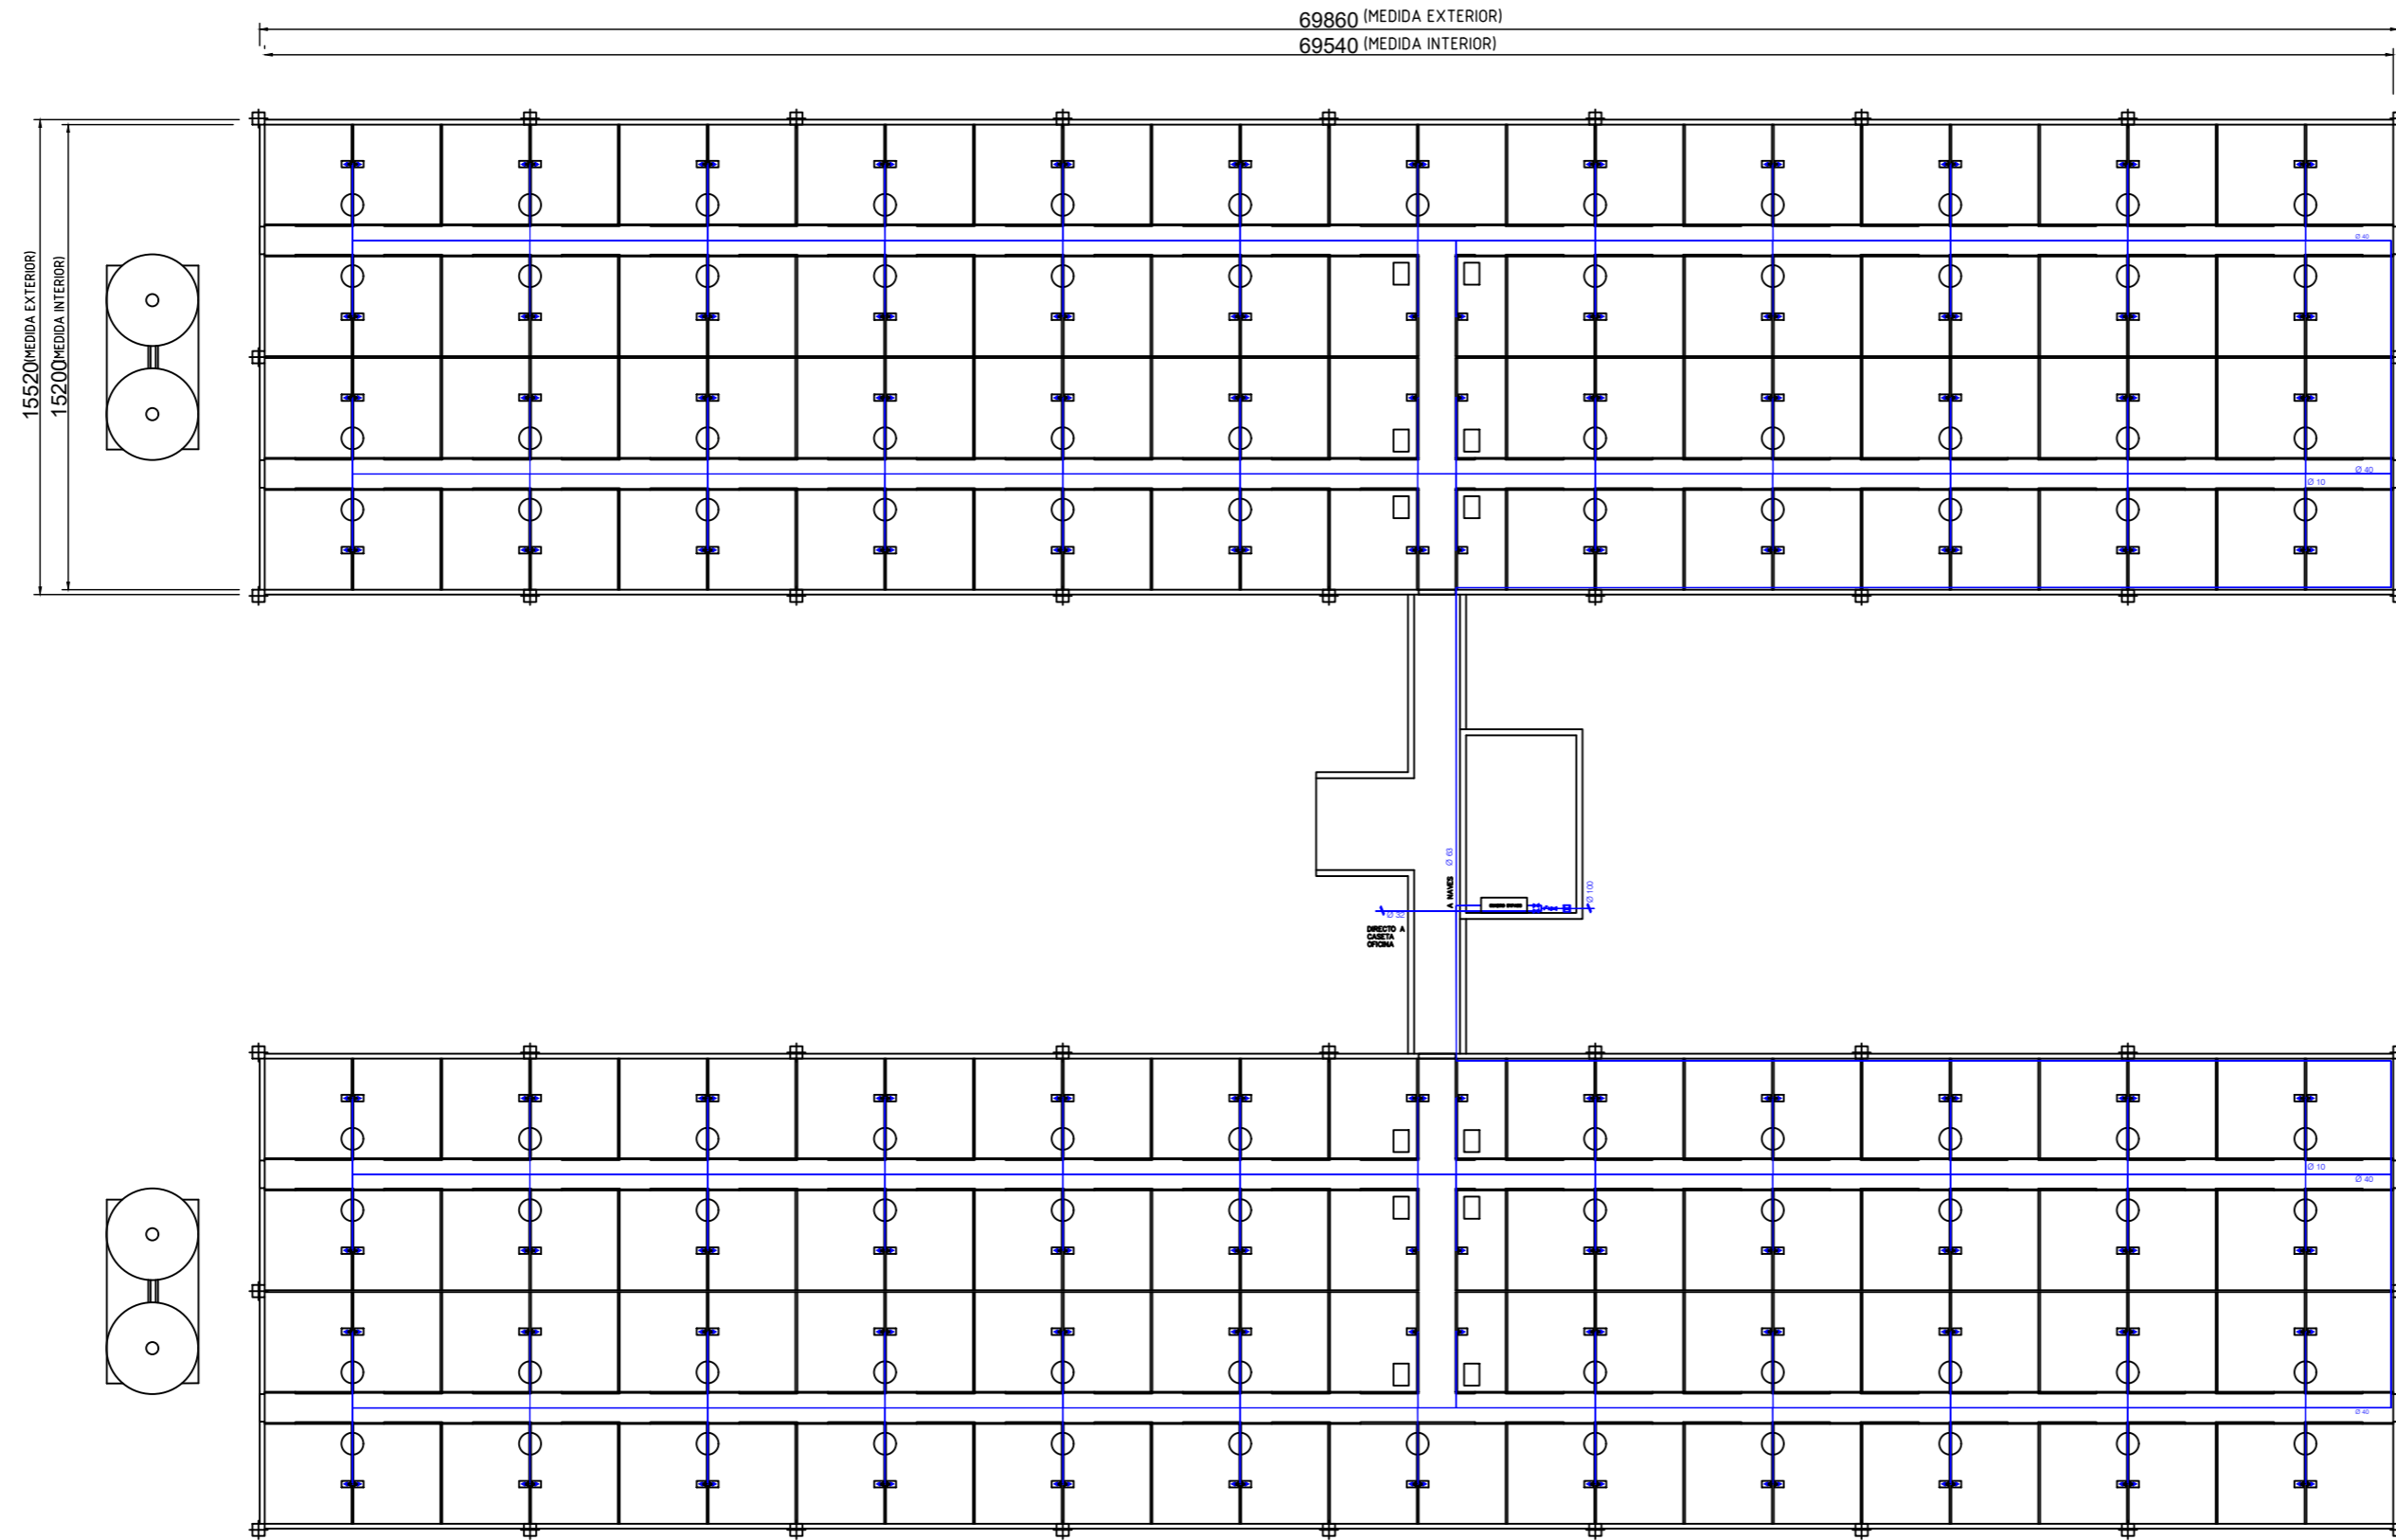 69860 (MEDIDA EXTERIOR)
69540 (MEDIDA INTERIOR)
15520(MEDIDA EXTERIOR)
15200(MEDIDA INTERIOR)
Ø 40
Ø 40
Ø 10
Ø 63
A NAVES
Ø 100
Ø 32
DIRECTO A
CASETA
OFICINA
Ø 10
Ø 40
Ø 40